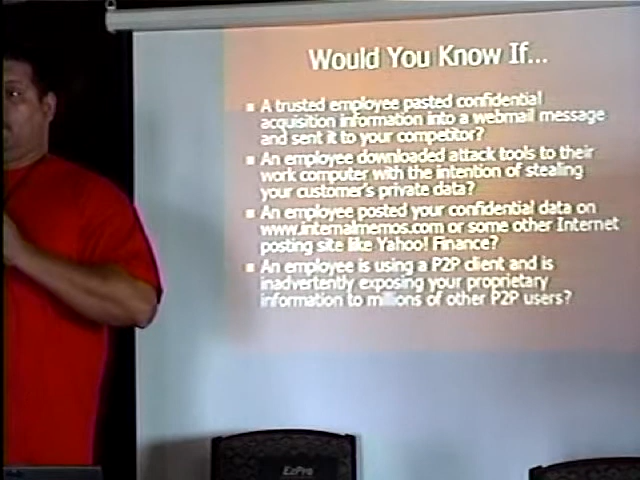 Would You Know If...
■ A trusted employee pasted confidential
acquisition information into a webmail message
and sent it to your competitor?
■ An employee downloaded attack tools to their
work computer with the intention of stealing
your customer's private data?
■ An employee posted your confidential data on
www.internalmemos.com or some other Internet
posting site like Yahoo! Finance?
■ An employee is using a P2P client and is
inadvertently exposing your proprietary
information to millions of other P2P users?
EzPro